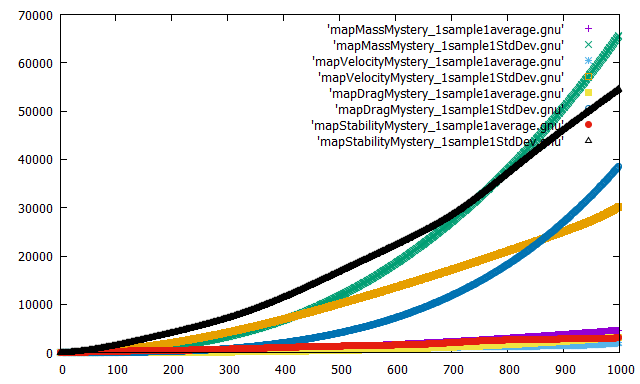 70000
'mapMassMystery_1sample1average.gnu'
'mapMassMystery_1sample1StdDev.gnu'
60000
'mapVelocityMystery_1sample1average.gnu'
'mapVelocityMystery_1sample1StdDev.gnu'
'mapDragMystery_1sample1average.gnu'
'mapDragMystery_1sample1StdDev.gnu'
50000
'mapStabilityMystery_1sample1average.gnu'
'mapStabilityMystery_1sample1StdDev.gnu'
40000
30000
20000
10000
0
0 100 200 300 400 500 600 700 800 900 1000